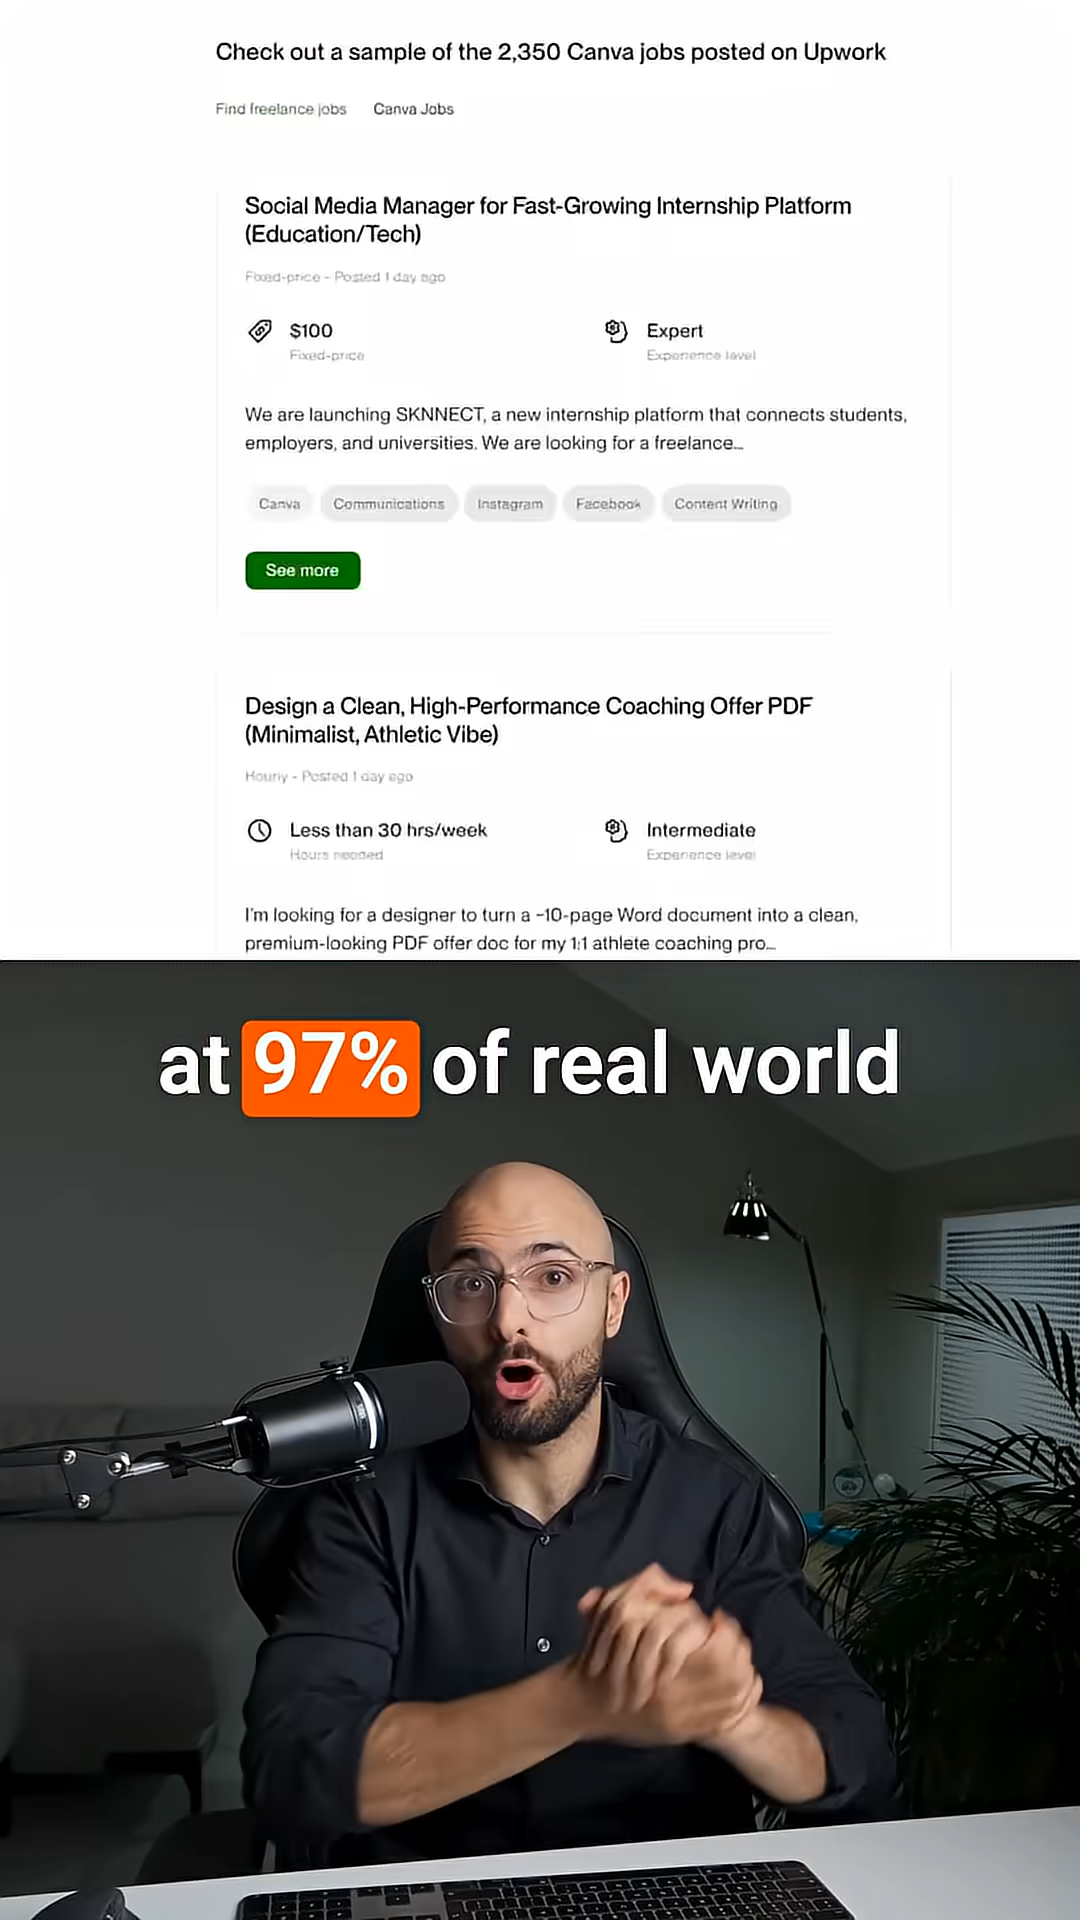 Check out a sample of the 2,350 Canva jobs posted on Upwork
Find freelance jobs Canva Jobs
Social Media Manager for Fast-Growing Internship Platform
(Education/Tech)
Fixed-price - Posted 1 day ago
$100 Expert
Fixed-price Experience level
We are launching SKNNECT, a new internship platform that connects students,
employers, and universities. We are looking for a freelance...
Canva Communications Instagram Facebook Content Writing
See more
Design a Clean, High-Performance Coaching Offer PDF
(Minimalist, Athletic Vibe)
Hourly - Posted 1 day ago
Less than 30 hrs/week Intermediate
Hours needed Experience level
I'm looking for a designer to turn a ~10-page Word document into a clean,
premium-looking PDF offer doc for my 1:1 athlete coaching pro...
at 97% of real world